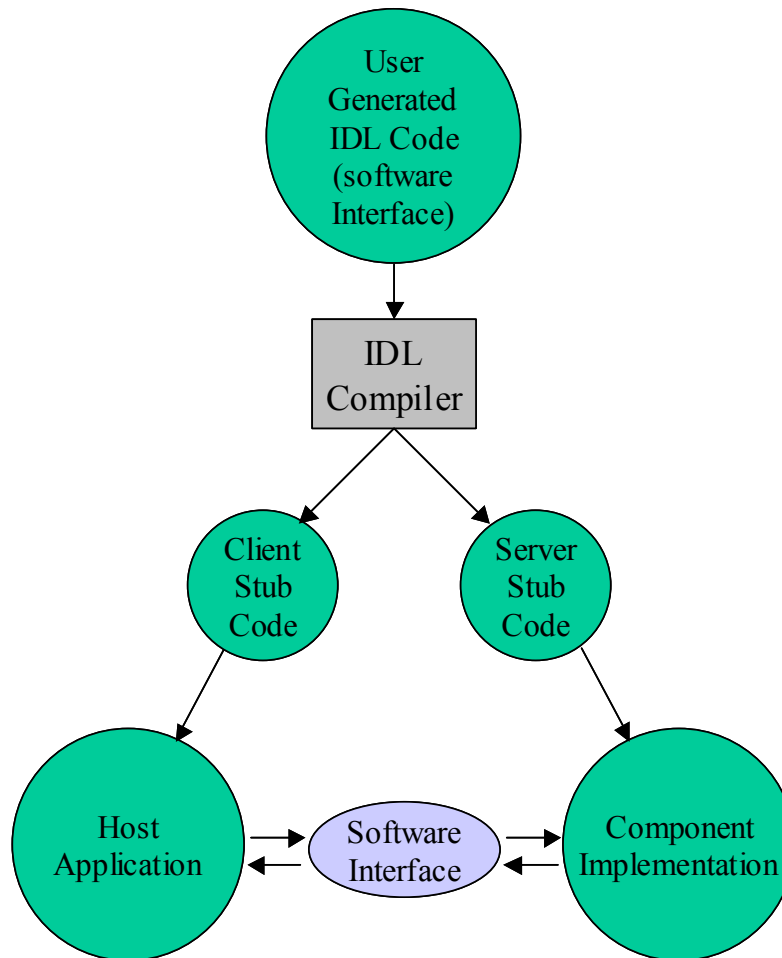 User
Generated
IDL Code
(software
Interface)
IDL
Compiler
Client
Stub
Code
Server
Stub
Code
Host
Application
Software
Interface
Component
Implementation